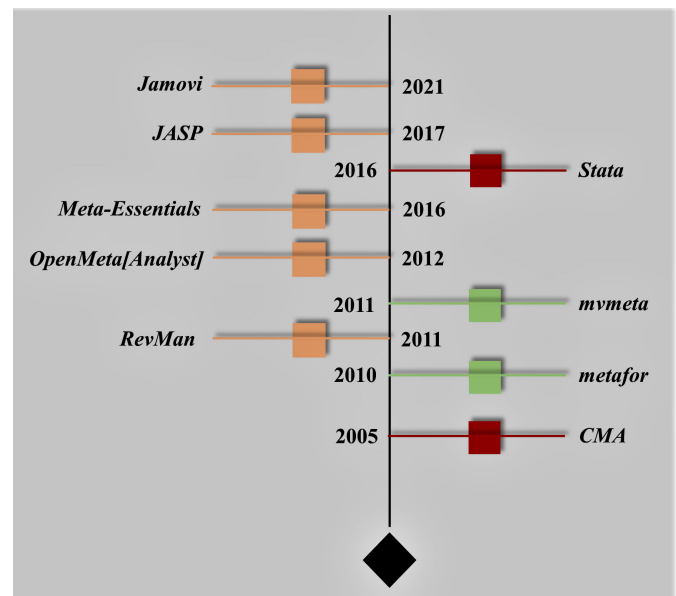 Jamovi 2021
JASP 2017
2016 Stata
Meta-Essentials 2016
OpenMeta[Analyst] 2012
2011 mvmeta
RevMan 2011
2010 metafor
2005 CMA